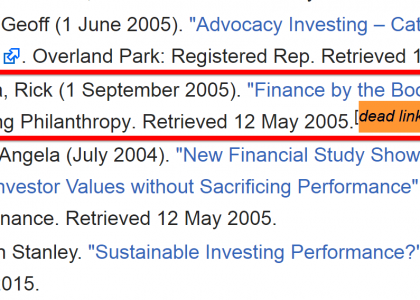 Geoff (1 June 2005). "Advocacy Investing – Cat
. Overland Park: Registered Rep. Retrieved 1
, Rick (1 September 2005). "Finance by the Boo
ng Philanthropy. Retrieved 12 May 2005.[dead link
Angela (July 2004). "New Financial Study Show
nvestor Values without Sacrificing Performance"
inance. Retrieved 12 May 2005.
n Stanley. "Sustainable Investing Performance?"
015.